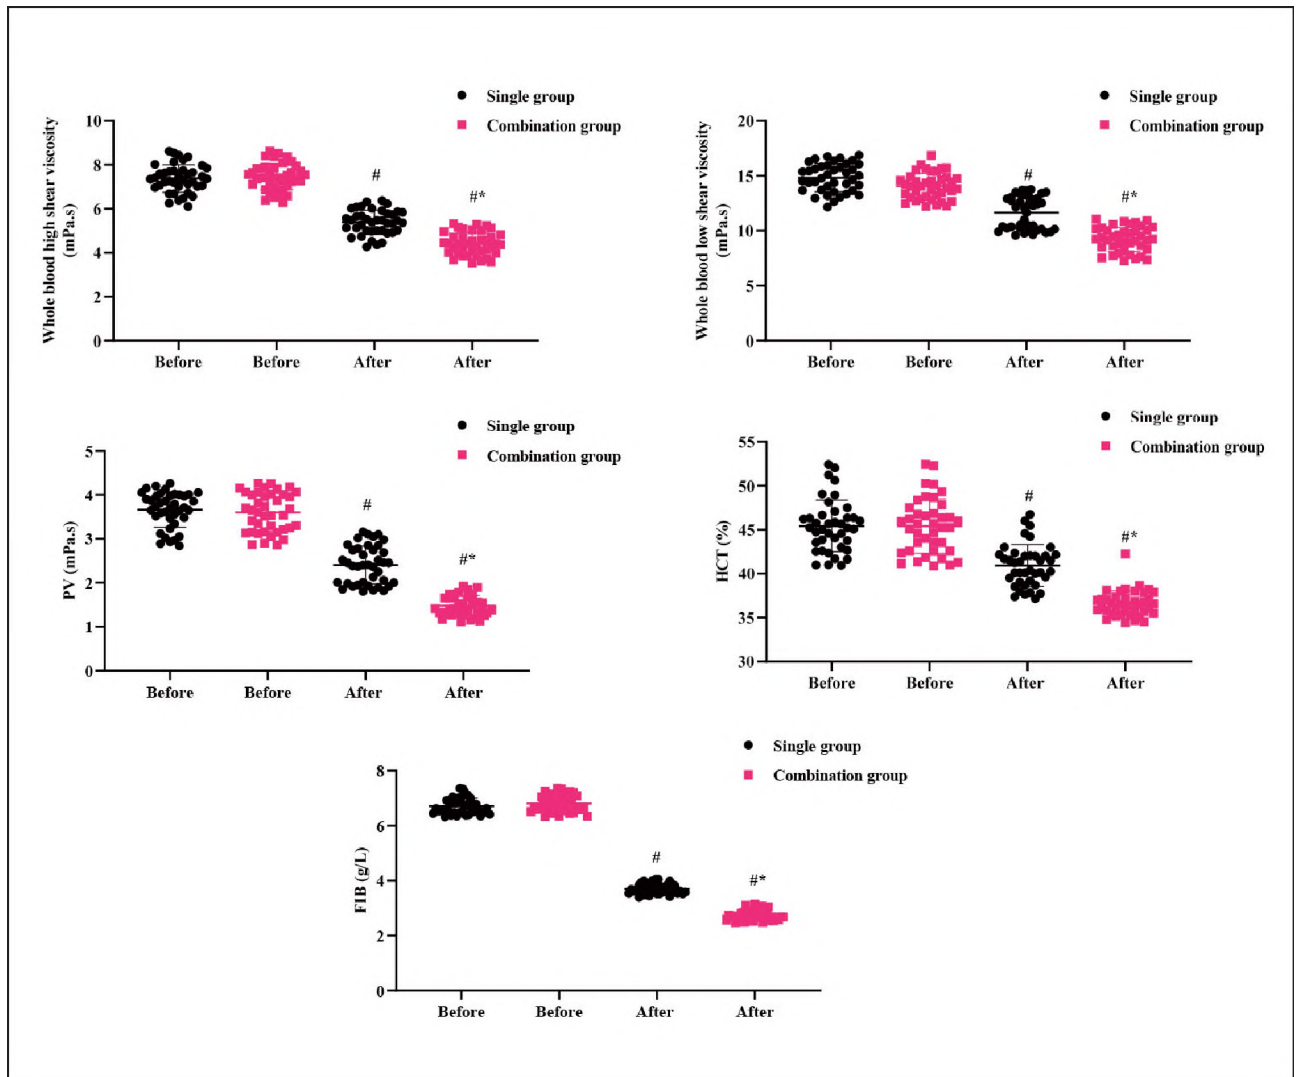 Single group
Combination group
Whole blood high shear viscosity
(mPa.s)
10
8
6
4
2
0
#
#*
Before
Before
After
After
Single group
Combination group
Whole blood low shear viscosity
(mPa.s)
20
15
10
5
0
#
#*
Before
Before
After
After
Single group
Combination group
PV (mPa.s)
5
4
3
2
1
0
#
#*
Before
Before
After
After
Single group
Combination group
HCT (%)
55
50
45
40
35
30
#
#*
Before
Before
After
After
Single group
Combination group
FIB (g/L)
8
6
4
2
0
#
#*
Before
Before
After
After